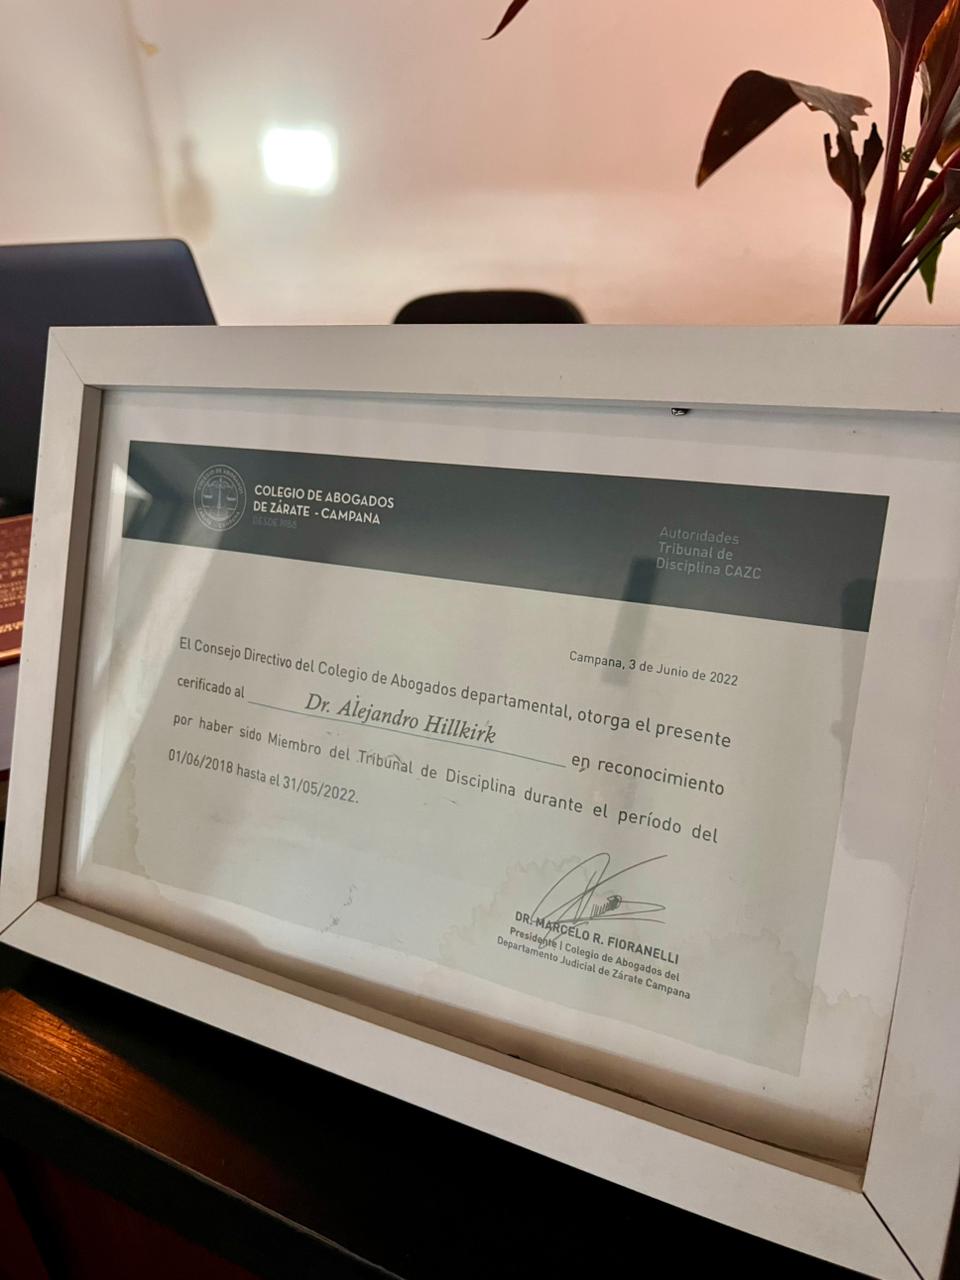 COLEGIO DE ABOGADOS
DE ZÁRATE - CAMPANA
DESDE 1988
Autoridades
Tribunal de
Disciplina CAZC
Campana, 3 de Junio de 2022
El Consejo Directivo del Colegio de Abogados departamental, otorga el presente
certificado al Dr. Alejandro Hillkirk en reconocimiento
por haber sido Miembro del Tribunal de Disciplina durante el período del
01/06/2018 hasta el 31/05/2022.
DR. MARCELO R. FIORANELLI
Presidente | Colegio de Abogados del
Departamento Judicial de Zárate Campana